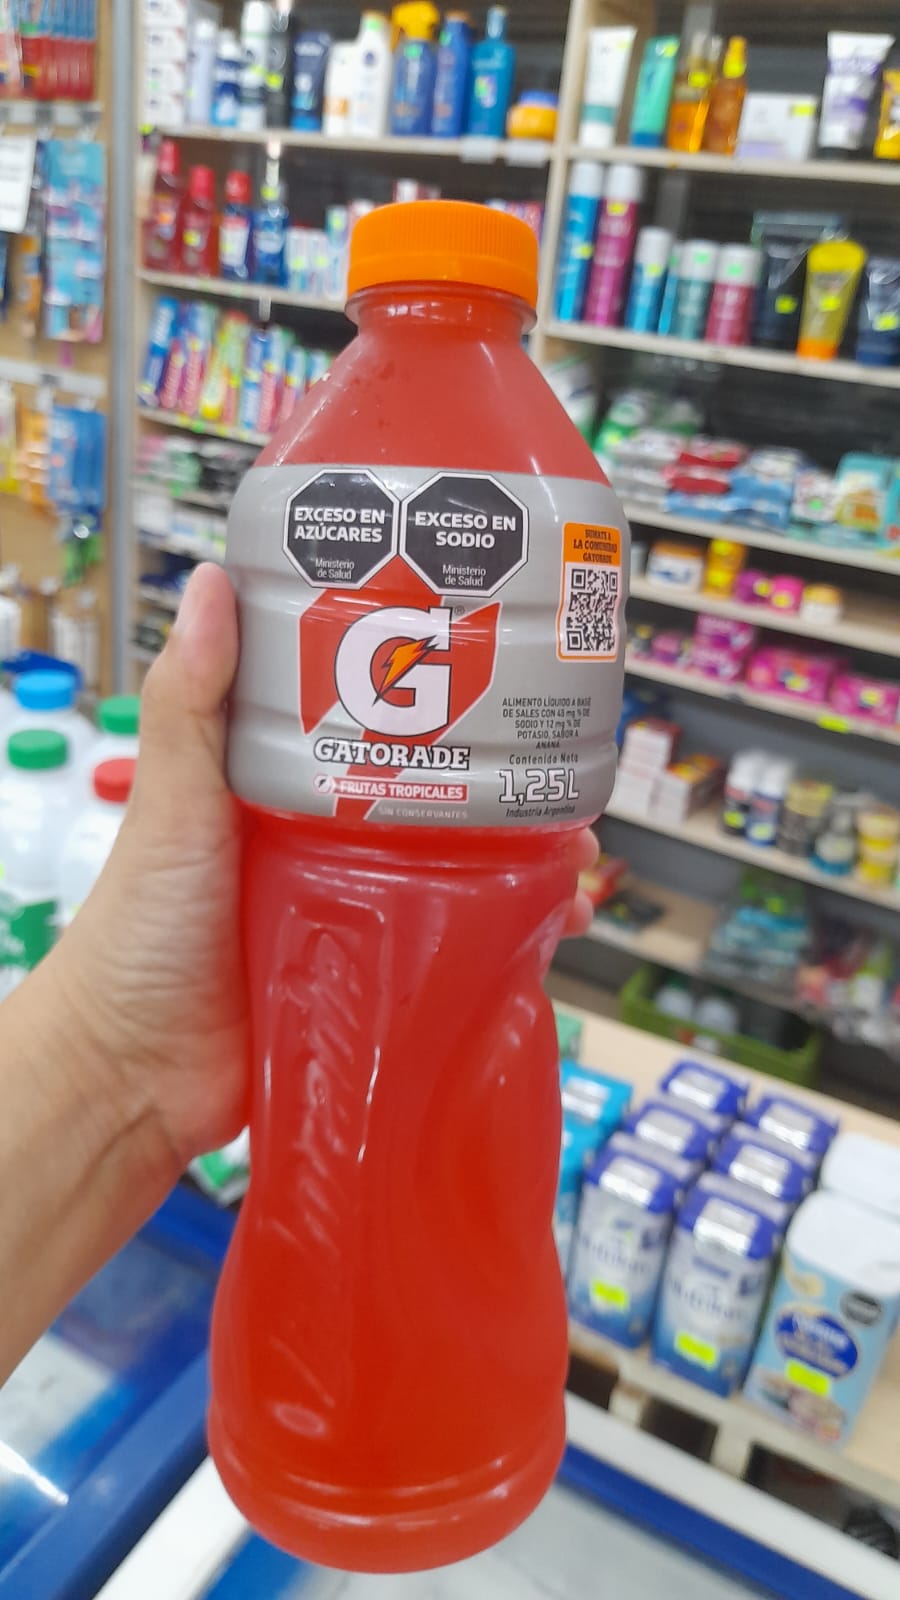 EXCESO EN
AZÚCARES
Ministerio
de Salud
EXCESO EN
SODIO
Ministerio
de Salud
SUMATE A
LA COMUNIDAD
GATORADE
G
®
GATORADE
FRUTAS TROPICALES
SIN CONSERVANTES
ALIMENTO LÍQUIDO A BASE
DE SALES CON 45 mg % DE
SODIO Y 12 mg % DE
POTASIO, SABOR A
ANANÁ
Contenido Neto
1,25L
Industria Argentina